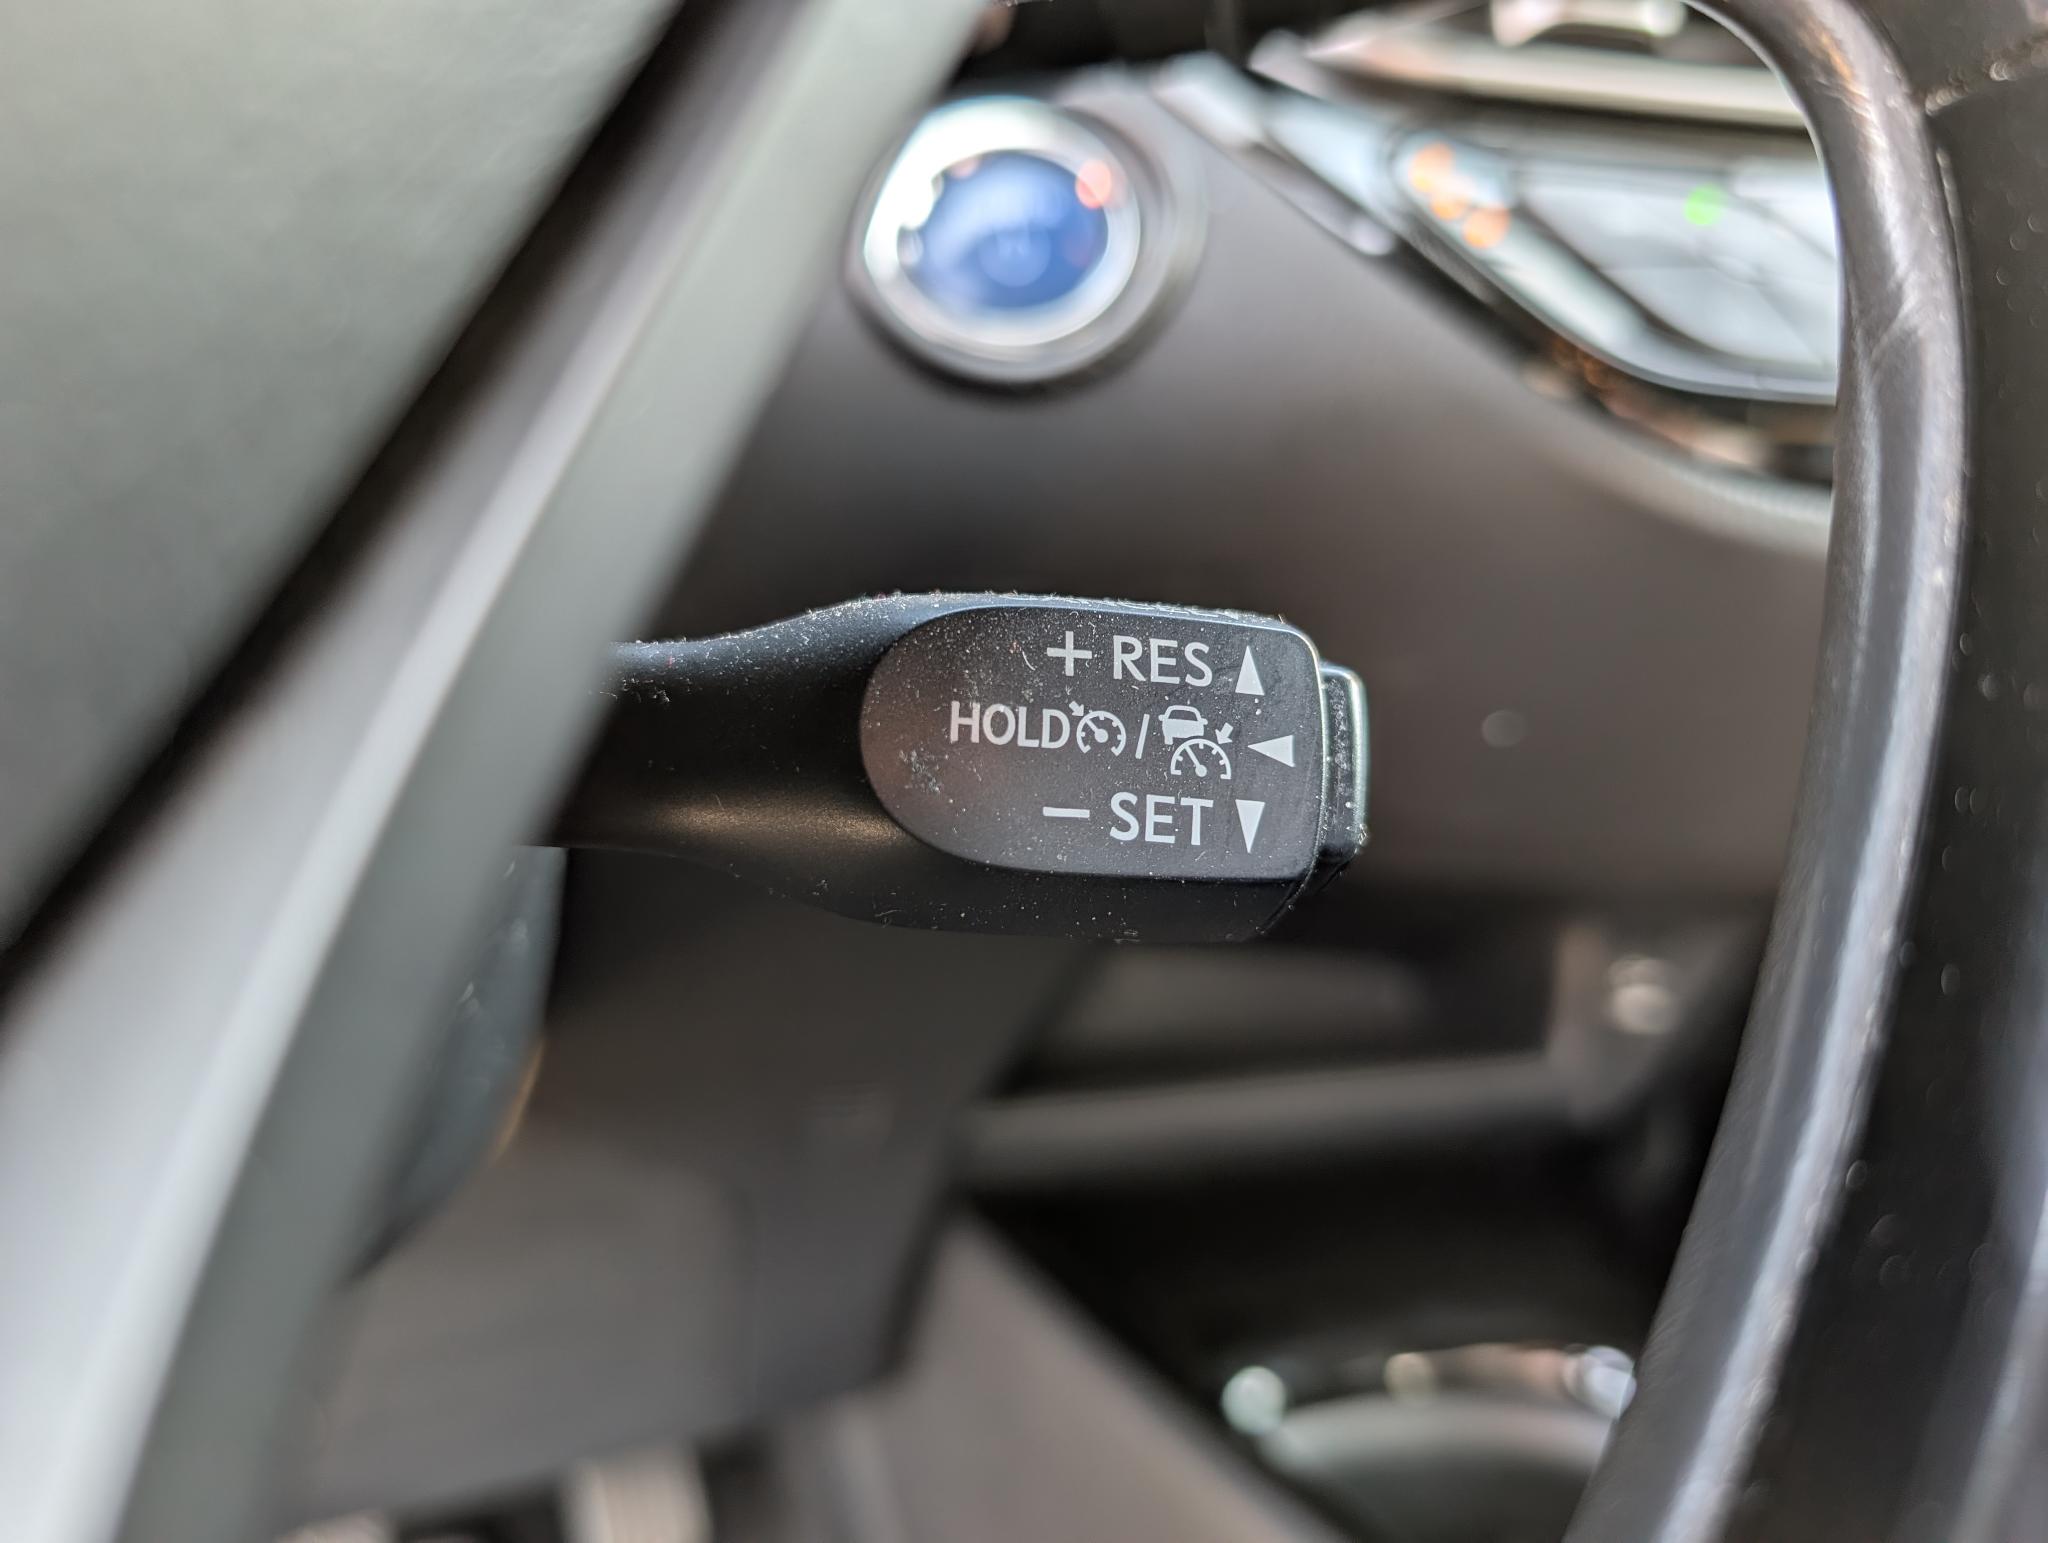 + RES
HOLD /
- SET